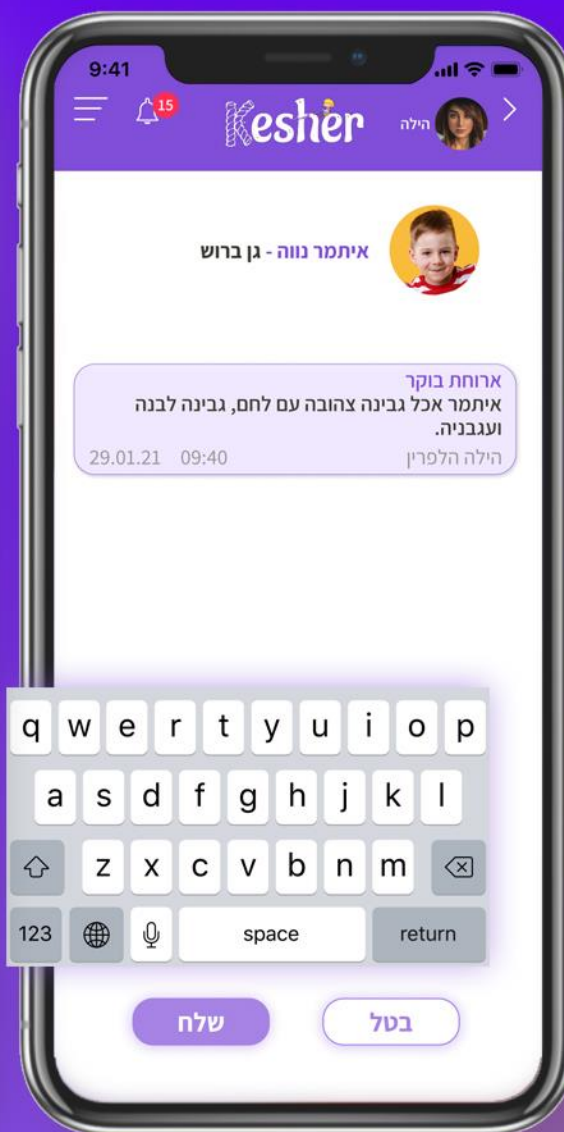 9:41
15
Kesher
הילה
איתמר נווה - גן ברוש
ארוחת בוקר
איתמר אכל גבינה צהובה עם לחם, גבינה לבנה
ועגבניה.
הילה הלפרין 09:40 29.01.21
q w e r t y u i o p
a s d f g h j k l
z x c v b n m
123 space return
בטל
שלח